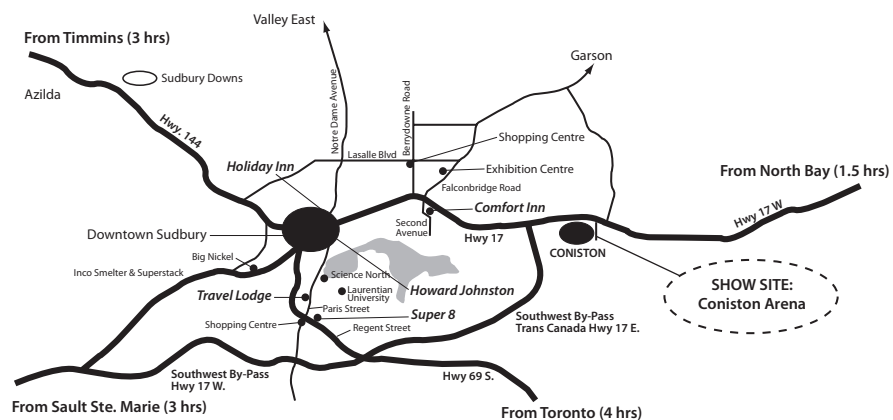 Valley East
From Timmins (3 hrs)
Garson
Sudbury Downs
Azilda
Notre Dame Avenue
Berrydowne Road
Hwy. 144
Shopping Centre
Lasalle Blvd
Holiday Inn
Exhibition Centre
From North Bay (1.5 hrs)
Falconbridge Road
Comfort Inn
Hwy 17 W
Second
Avenue
Hwy 17
Downtown Sudbury
CONISTON
Big Nickel
Inco Smelter & Superstack
Science North
SHOW SITE:
Coniston Arena
Laurentian
University
Howard Johnston
Travel Lodge
Paris Street
Super 8
Southwest By-Pass
Trans Canada Hwy 17 E.
Shopping Centre
Regent Street
Southwest By-Pass
Hwy 17 W.
Hwy 69 S.
From Sault Ste. Marie (3 hrs)
From Toronto (4 hrs)